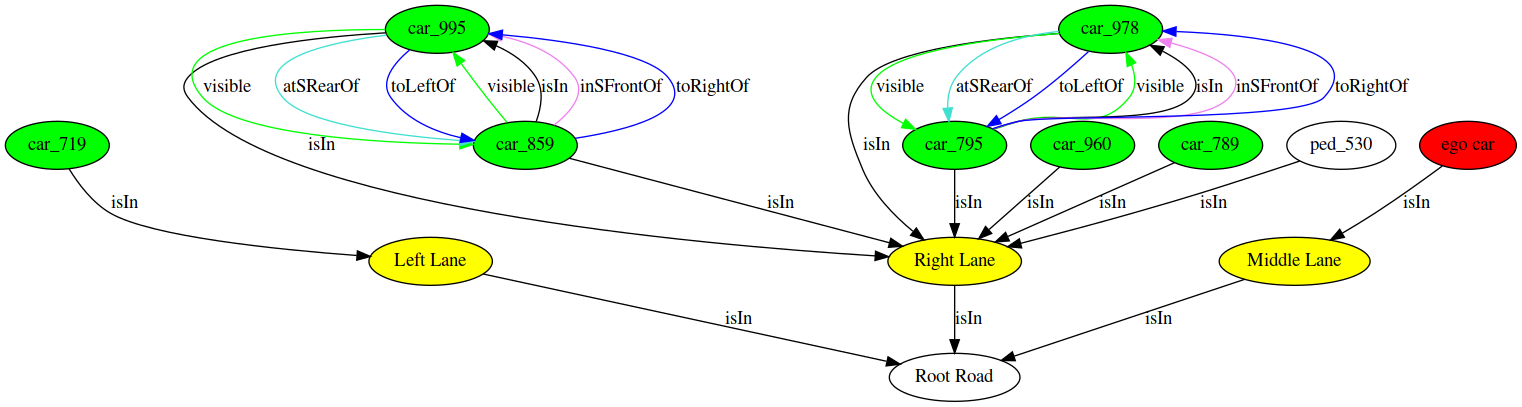 car_995
car_978
visible
atSRearOf
toLeftOf
visible
isIn
inSFrontOf
toRightOf
visible
atSRearOf
toLeftOf
visible
isIn
inSFrontOf
toRightOf
car_719
isIn
car_859
isIn
car_795
car_960
car_789
ped_530
ego car
isIn
isIn
isIn
isIn
isIn
isIn
isIn
Left Lane
Right Lane
Middle Lane
isIn
isIn
isIn
Root Road